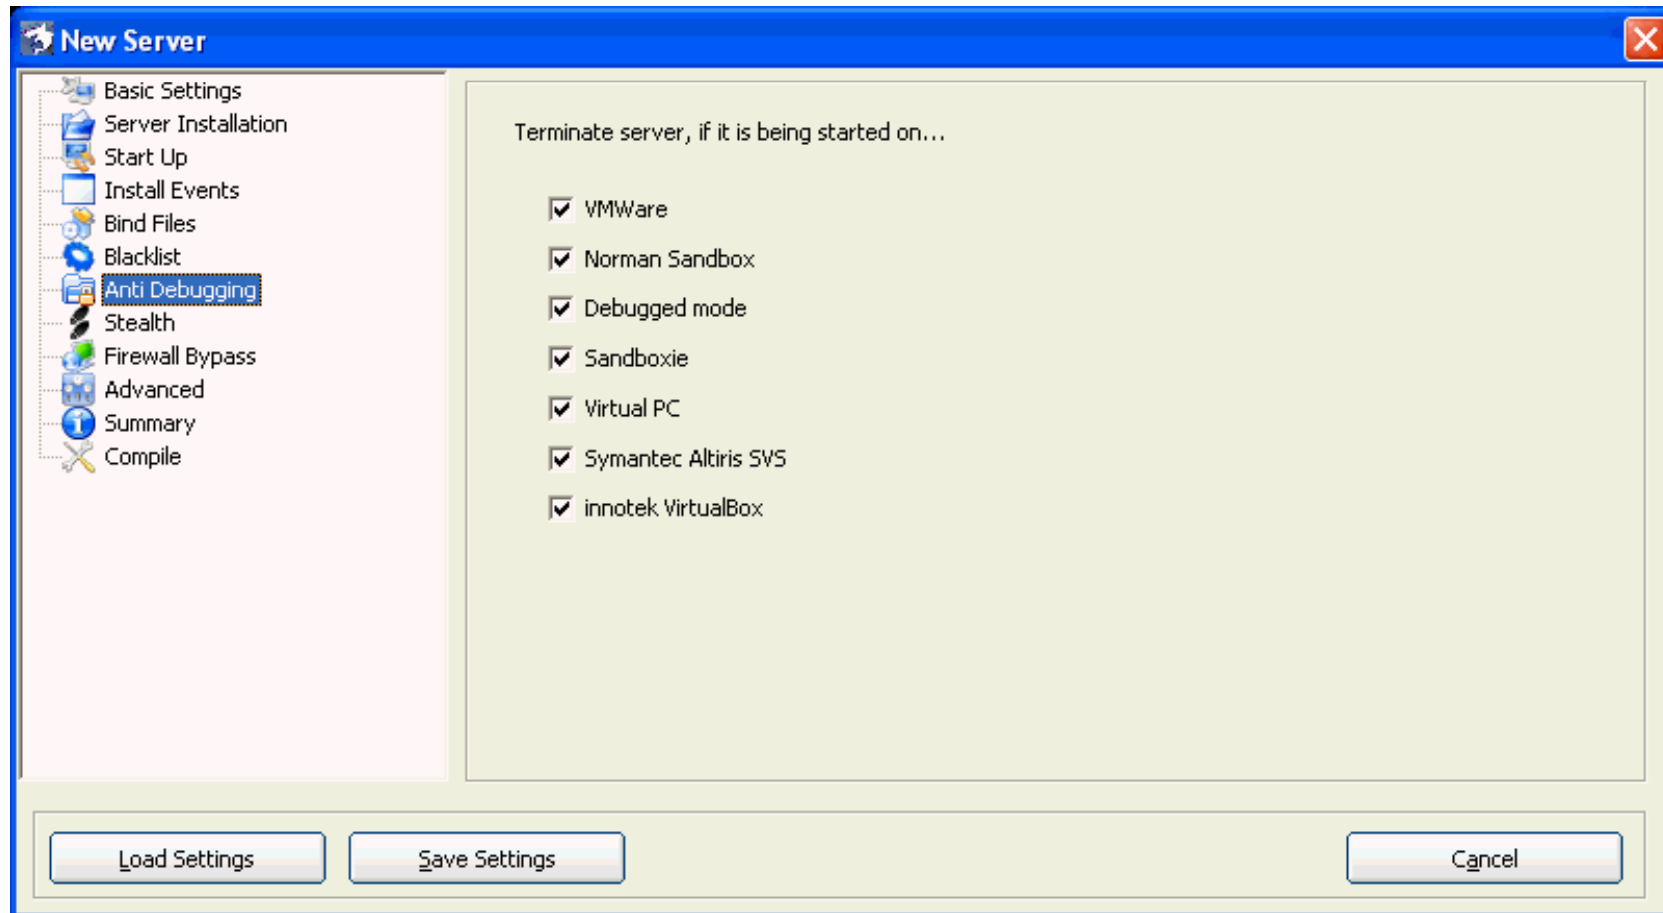 New Server
Basic Settings
Server Installation
Start Up
Install Events
Bind Files
Blacklist
Anti Debugging
Stealth
Firewall Bypass
Advanced
Summary
Compile
Terminate server, if it is being started on...
VMWare
Norman Sandbox
Debugged mode
Sandboxie
Virtual PC
Symantec Altiris SVS
innotek VirtualBox
Load Settings
Save Settings
Cancel